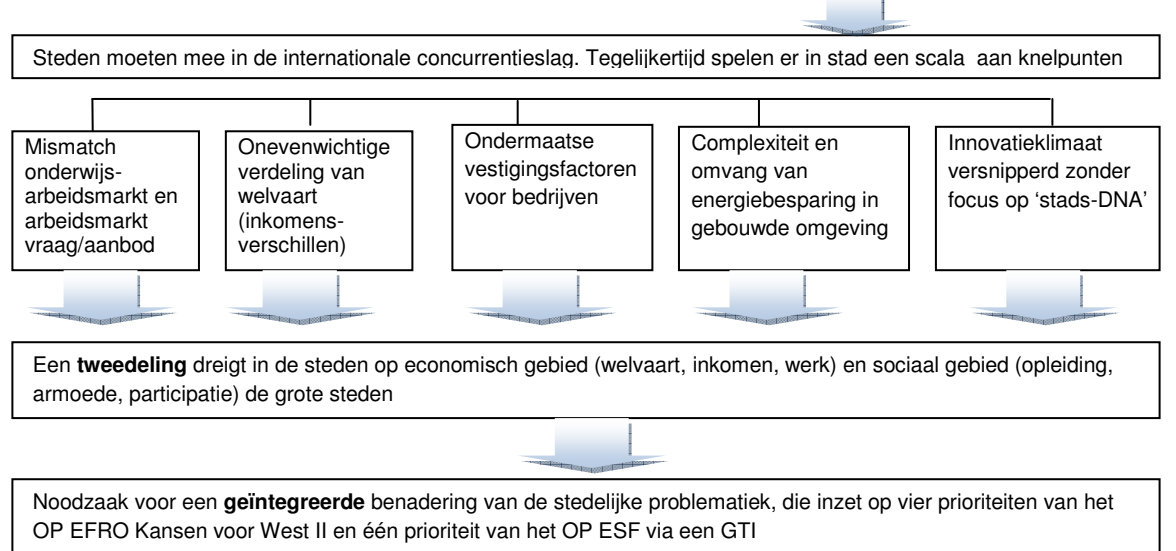 Steden moeten mee in de internationale concurrentieslag. Tegelijkertijd spelen er in stad een scala aan knelpunten
Mismatch
onderwijs-
arbeidsmarkt en
arbeidsmarkt
vraag/aanbod
Onevenwichtige
verdeling van
welvaart
(inkomens-
verschillen)
Ondermaatse
vestigingsfactoren
voor bedrijven
Complexiteit en
omvang van
energiebesparing in
gebouwde omgeving
Innovatieklimaat
versnipperd zonder
focus op ‘stads-DNA’
Een tweedeling dreigt in de steden op economisch gebied (welvaart, inkomen, werk) en sociaal gebied (opleiding,
armoede, participatie) de grote steden
Noodzaak voor een geïntegreerde benadering van de stedelijke problematiek, die inzet op vier prioriteiten van het
OP EFRO Kansen voor West II en één prioriteit van het OP ESF via een GTI